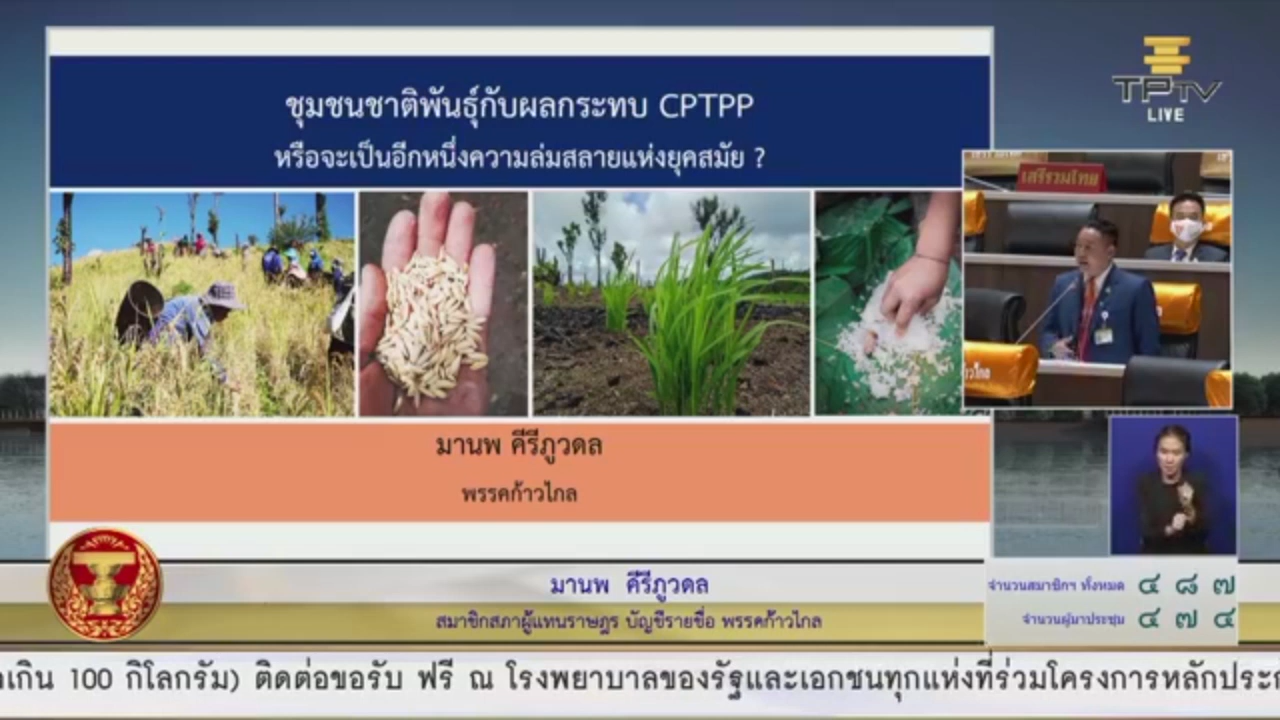 ชุมชนชาติพันธุ์กับผลกระทบ CPTPP
หรือจะเป็นอีกหนึ่งความล่มสลายแห่งยุคสมัย ?
TPTV
LIVE
เสรีรวมไทย
มานพ คีรีภูวดล
พรรคก้าวไกล
มานพ คีรีภูวดล
สมาชิกสภาผู้แทนราษฎร บัญชีรายชื่อ พรรคก้าวไกล
จำนวนสมาชิกฯ ทั้งหมด ๔ ๘ ๗
จำนวนผู้มาประชุม ๔ ๗ ๔
เกิน 100 กิโลกรัม) ติดต่อขอรับ ฟรี ณ โรงพยาบาลของรัฐและเอกชนทุกแห่งที่ร่วมโครงการหลักประก